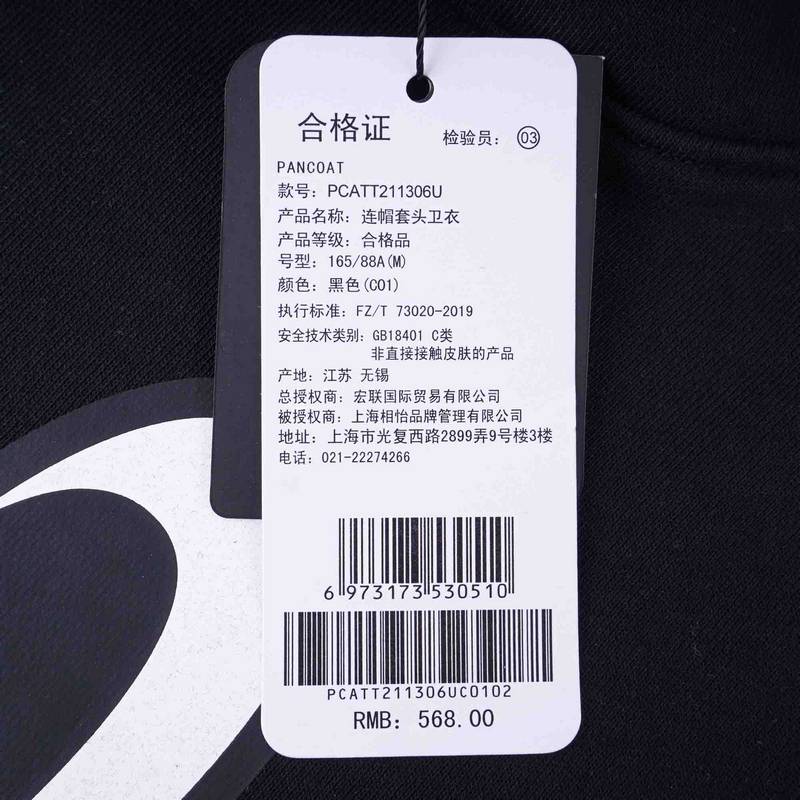 合格证
检验员： 03
PANCOAT
款号：PCATT211306U
产品名称：连帽套头卫衣
产品等级：合格品
号型：165/88A(M)
颜色：黑色(C01)
执行标准：FZ/T 73020-2019
安全技术类别：GB18401 C类
非直接接触皮肤的产品
产地：江苏 无锡
总授权商：宏联国际贸易有限公司
被授权商：上海相怡品牌管理有限公司
地址：上海市光复西路2899弄9号楼3楼
电话：021-22274266
6 973173 530510
PCATT211306UC0102
RMB：568.00